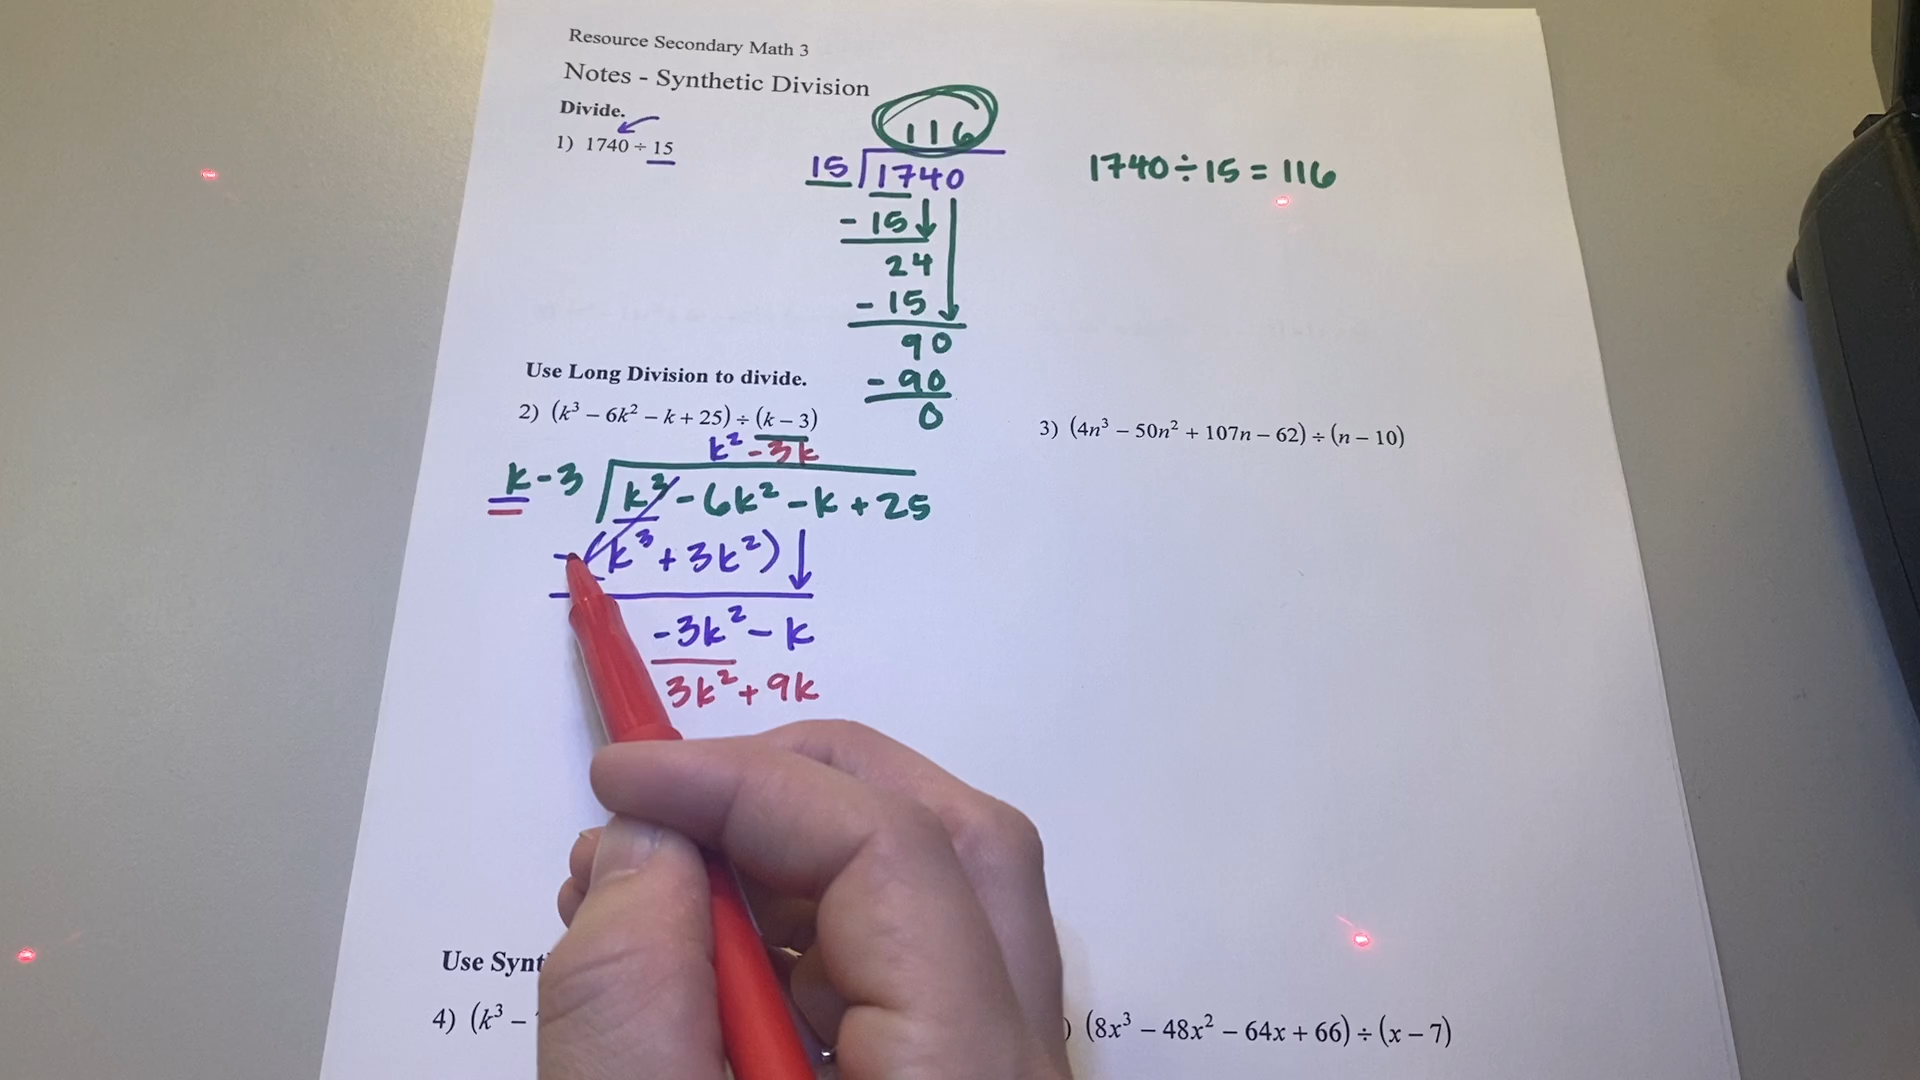 Resource Secondary Math 3
Notes - Synthetic Division
Divide.
1) 1740 ÷ 15
116
15 1740
- 15
24
- 15
90
- 90
0
1740 ÷ 15 = 116
Use Long Division to divide.
2) (k³ – 6k² – k + 25) ÷ (k – 3)
k² - 3k
k - 3 k³ - 6k² - k + 25
- (k³ + 3k²)
-3k² - k
3k² + 9k
3) (4n³ – 50n² + 107n – 62) ÷ (n – 10)
Use
4) (k³ –
) (8x³ – 48x² – 64x + 66) ÷ (x – 7)